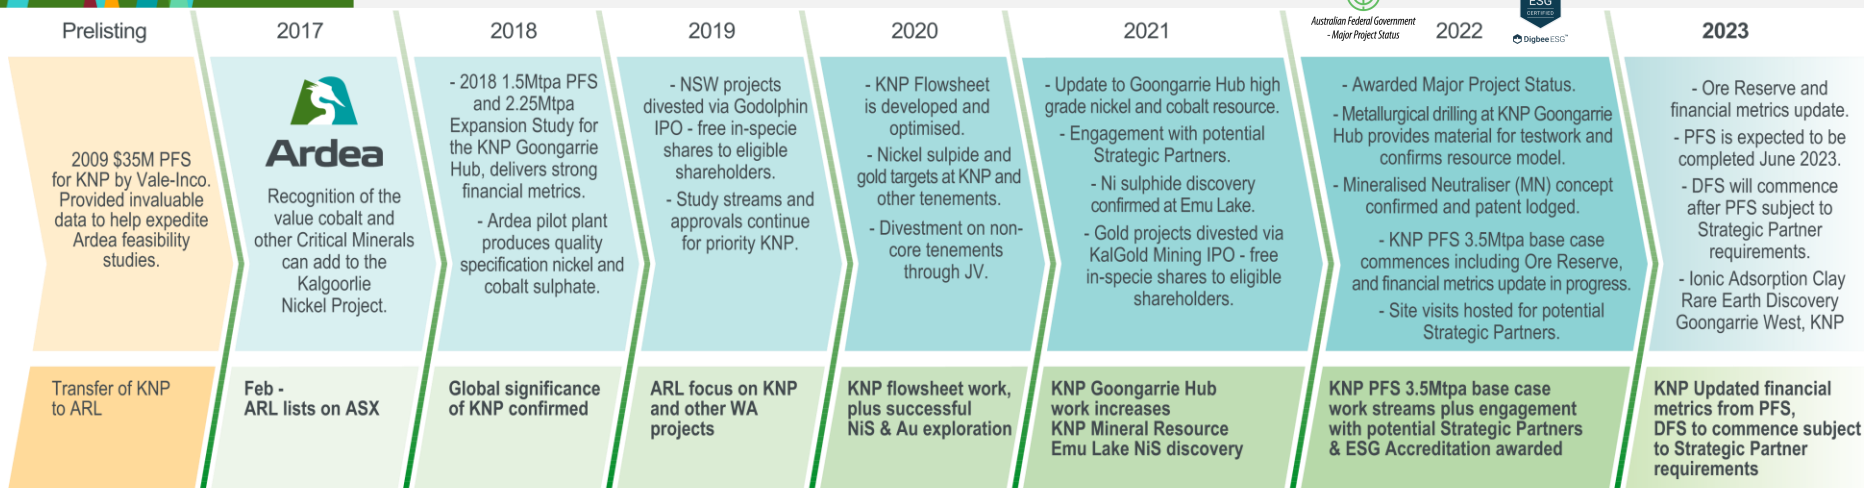 Prelisting
2009 $35M PFS
for KNP by Vale-Inco.
Provided invaluable
data to help expedite
Ardea feasibility
studies.
Transfer of KNP
to ARL
2017
Ardea
Recognition of the
value cobalt and
other Critical Minerals
can add to the
Kalgoorlie
Nickel Project.
Feb -
ARL lists on ASX
2018
- 2018 1.5Mtpa PFS
and 2.25Mtpa
Expansion Study for
the KNP Goongarrie
Hub, delivers strong
financial metrics.
- Ardea pilot plant
produces quality
specification nickel and
cobalt sulphate.
Global significance
of KNP confirmed
2019
- NSW projects
divested via Godolphin
IPO - free in-specie
shares to eligible
shareholders.
- Study streams and
approvals continue
for priority KNP.
ARL focus on KNP
and other WA
projects
2020
- KNP Flowsheet
is developed and
optimised.
- Nickel sulpide and
gold targets at KNP and
other tenements.
- Divestment on non-
core tenements
through JV.
KNP flowsheet work,
plus successful
NiS & Au exploration
2021
- Update to Goongarrie Hub high
grade nickel and cobalt resource.
- Engagement with potential
Strategic Partners.
- Ni sulphide discovery
confirmed at Emu Lake.
- Gold projects divested via
KalGold Mining IPO - free
in-specie shares to eligible
shareholders.
KNP Goongarrie Hub
work increases
KNP Mineral Resource
Emu Lake NiS discovery
Australian Federal Government
- Major Project Status
2022
ESG
CERTIFIED
DigbeeESG™
- Awarded Major Project Status.
- Metallurgical drilling at KNP Goongarrie
Hub provides material for testwork and
confirms resource model.
- Mineralised Neutraliser (MN) concept
confirmed and patent lodged.
- KNP PFS 3.5Mtpa base case
commences including Ore Reserve,
and financial metrics update in progress.
- Site visits hosted for potential
Strategic Partners.
KNP PFS 3.5Mtpa base case
work streams plus engagement
with potential Strategic Partners
& ESG Accreditation awarded
2023
- Ore Reserve and
financial metrics update.
- PFS is expected to be
completed June 2023.
- DFS will commence
after PFS subject to
Strategic Partner
requirements.
- Ionic Adsorption Clay
Rare Earth Discovery
Goongarrie West, KNP
KNP Updated financial
metrics from PFS,
DFS to commence subject
to Strategic Partner
requirements